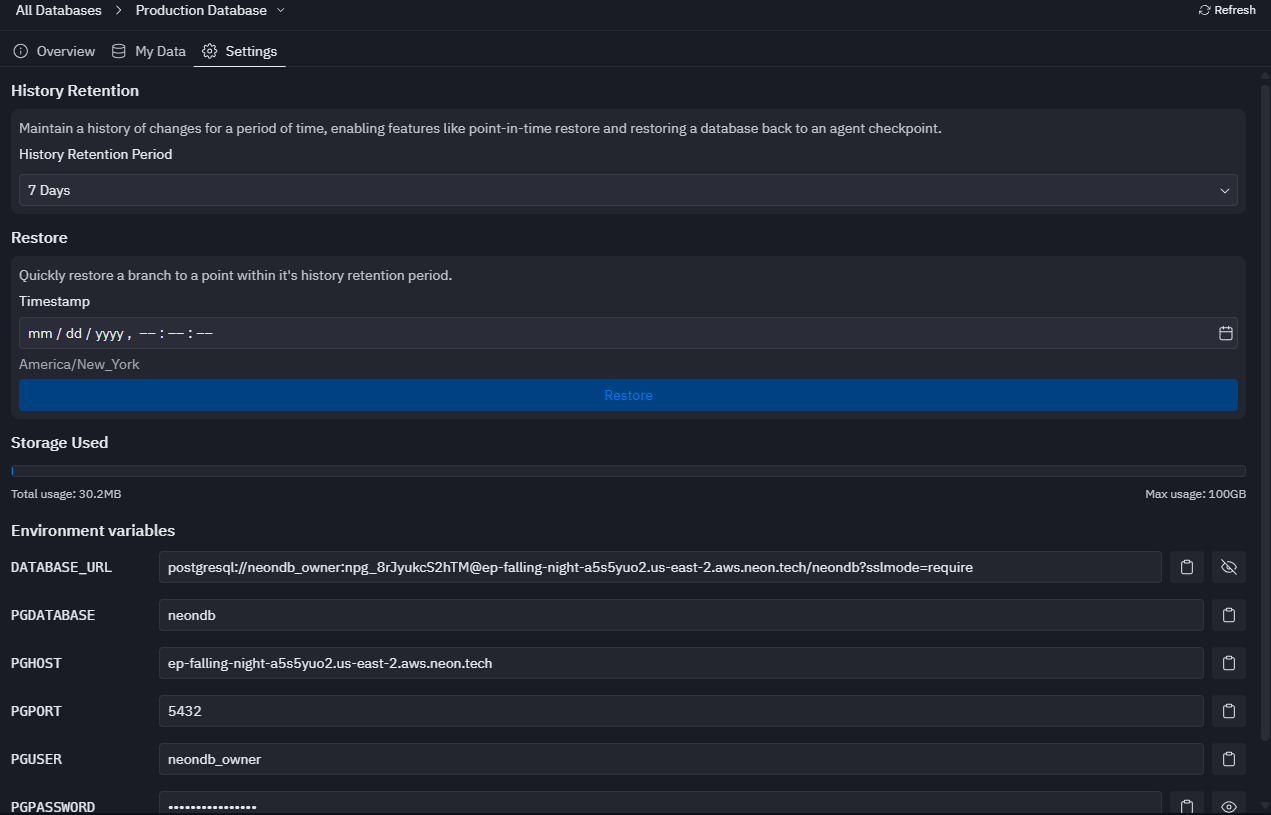 All Databases > Production Database
Refresh
Overview
My Data
Settings
History Retention
Maintain a history of changes for a period of time, enabling features like point-in-time restore and restoring a database back to an agent checkpoint.
History Retention Period
7 Days
Restore
Quickly restore a branch to a point within it's history retention period.
Timestamp
mm / dd / yyyy , −− : −− : −−
America/New_York
Restore
Storage Used
Total usage: 30.2MB
Max usage: 100GB
Environment variables
DATABASE_URL
postgresql://neondb_owner:npg_8rJyukcS2hTM@ep-falling-night-a5s5yuo2.us-east-2.aws.neon.tech/neondb?sslmode=require
PGDATABASE
neondb
PGHOST
ep-falling-night-a5s5yuo2.us-east-2.aws.neon.tech
PGPORT
5432
PGUSER
neondb_owner
PGPASSWORD
••••••••••••••••